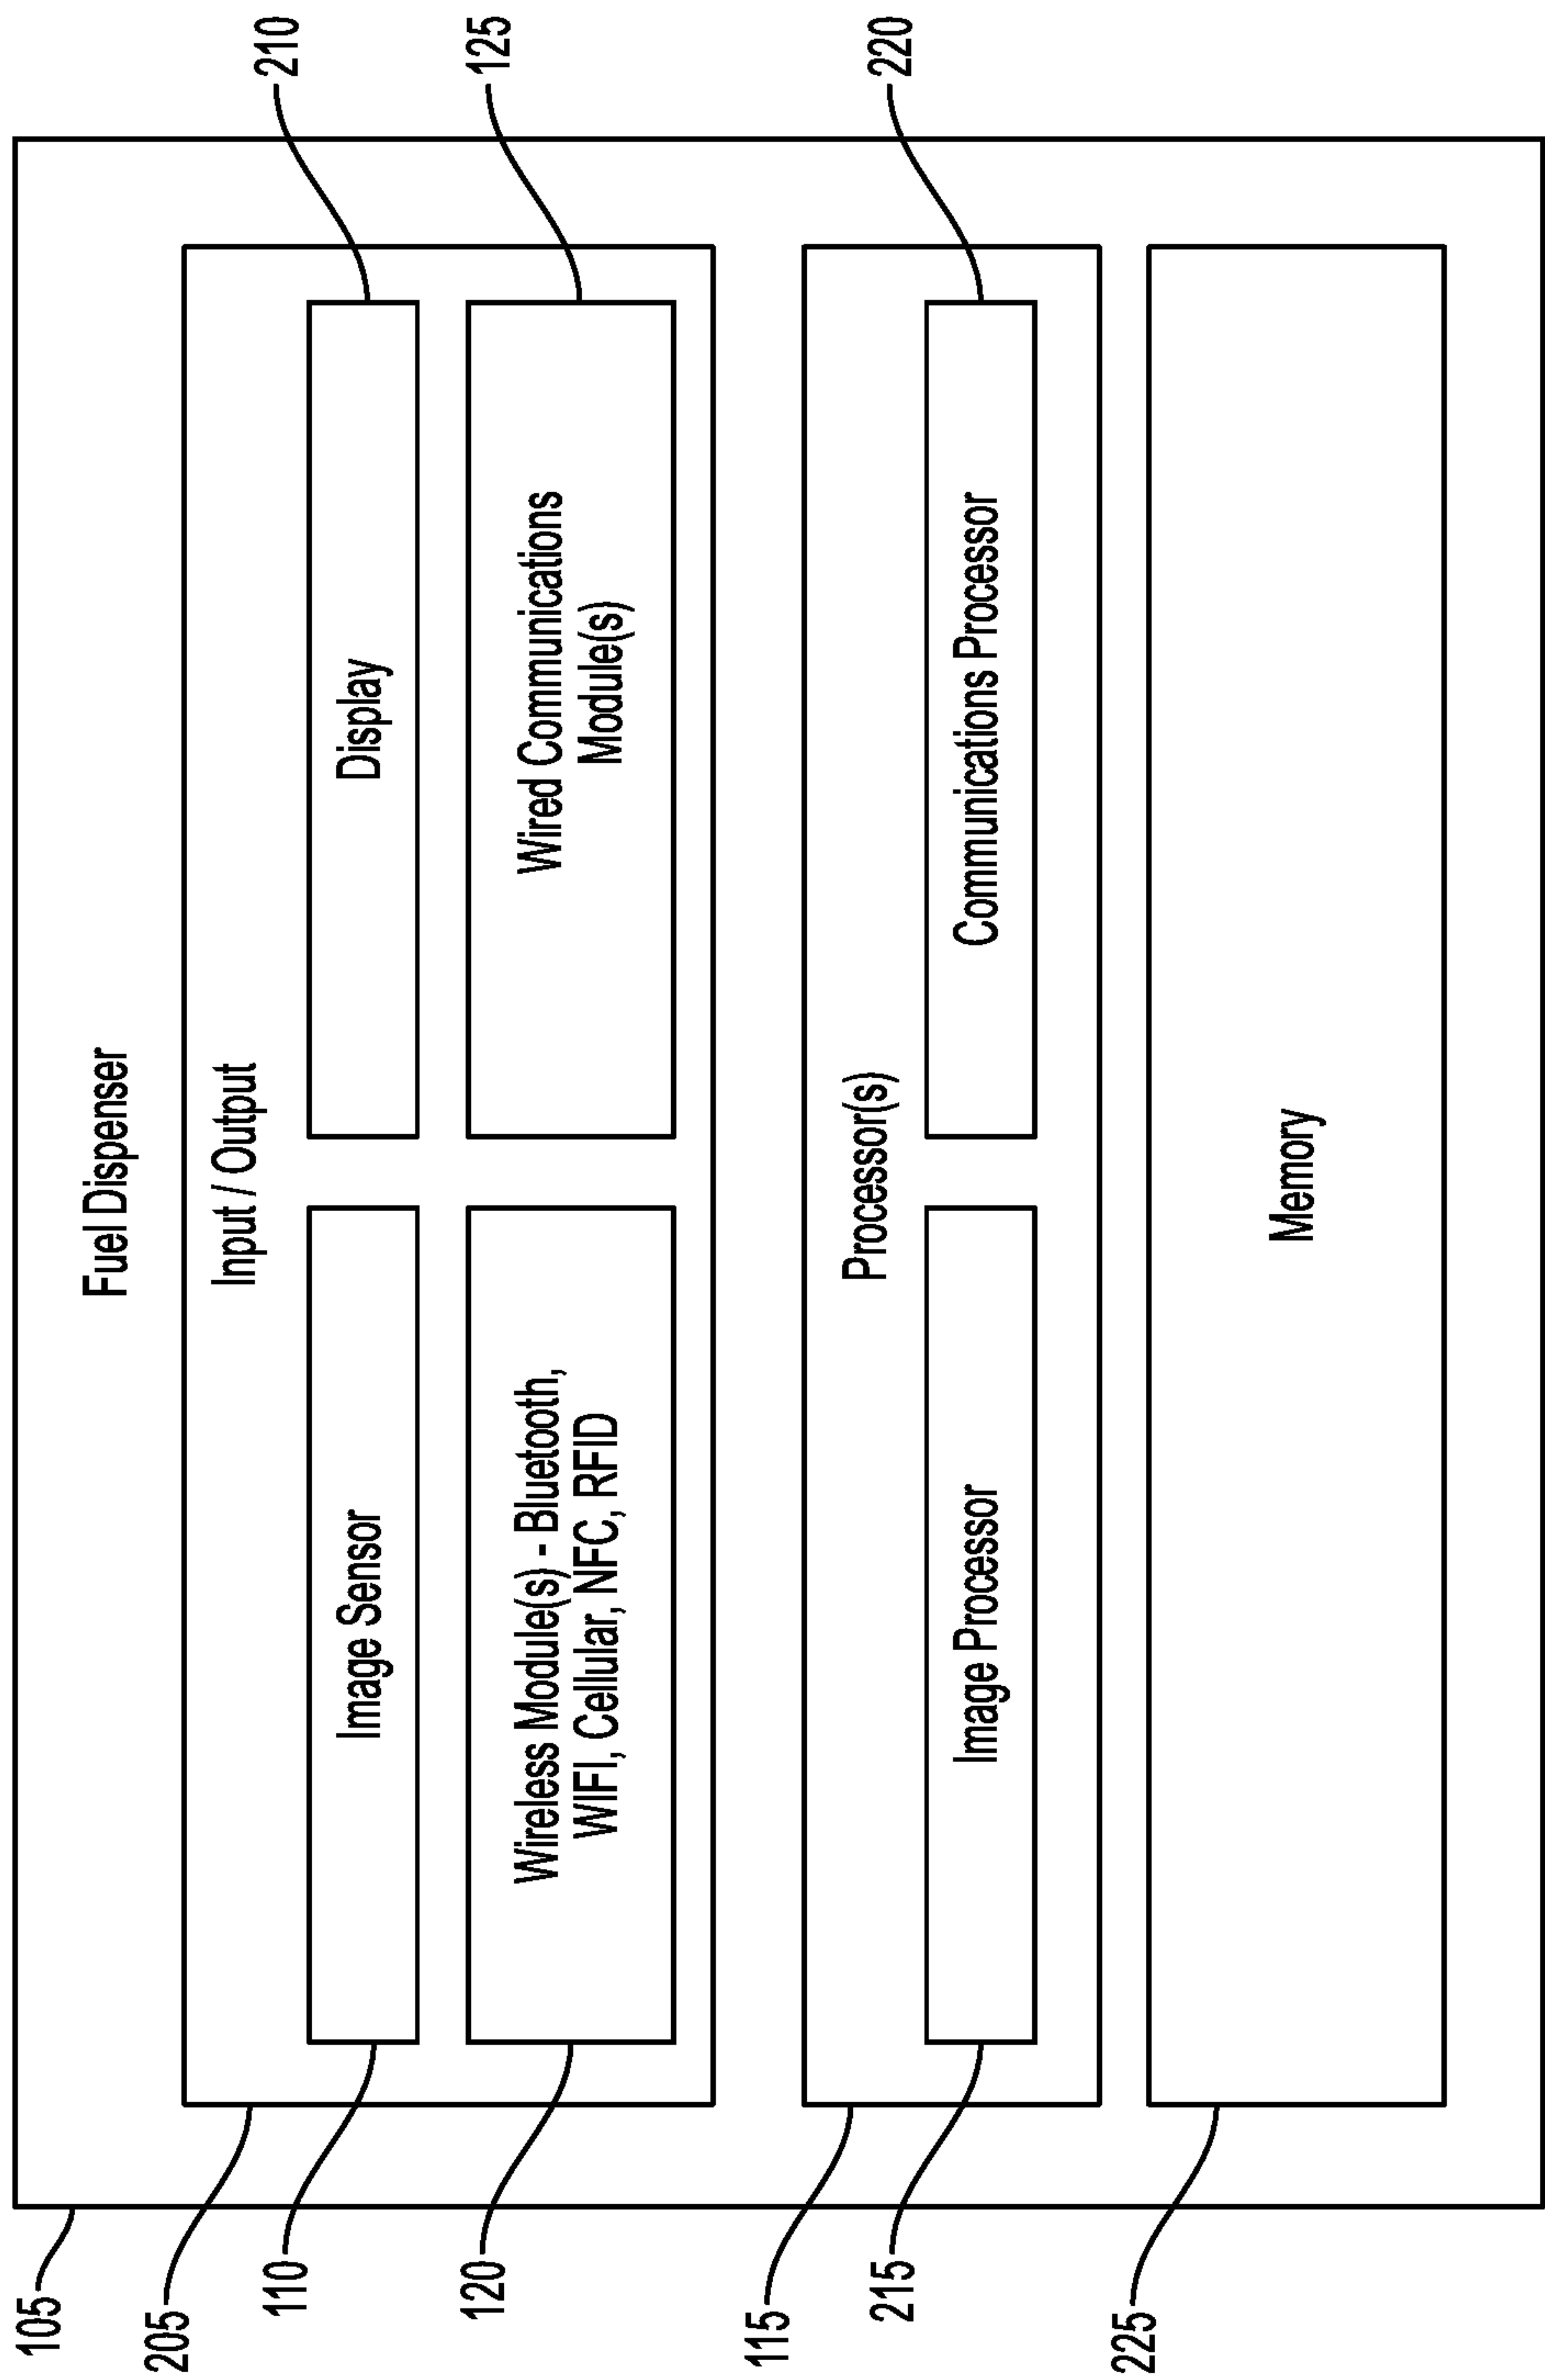 Fuel Dispenser
105
Input / Output
205
Image Sensor
110
Display
210
Wireless Module(s) - Bluetooth,
WIFI, Cellular, NFC, RFID
120
Wired Communications
Module(s)
125
Processor(s)
115
Image Processor
215
Communications Processor
220
Memory
225